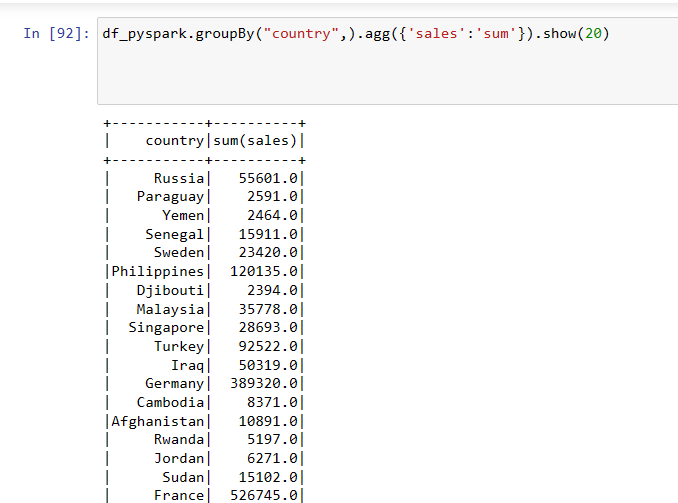 In [92]: df_pyspark.groupBy("country",).agg({'sales':'sum'}).show(20)
+-----------+----------+
|    country|sum(sales)|
+-----------+----------+
|     Russia|   55601.0|
|   Paraguay|    2591.0|
|      Yemen|    2464.0|
|    Senegal|   15911.0|
|     Sweden|   23420.0|
|Philippines|  120135.0|
|   Djibouti|    2394.0|
|   Malaysia|   35778.0|
|  Singapore|   28693.0|
|     Turkey|   92522.0|
|       Iraq|   50319.0|
|    Germany|  389320.0|
|   Cambodia|    8371.0|
|Afghanistan|   10891.0|
|     Rwanda|    5197.0|
|     Jordan|    6271.0|
|      Sudan|   15102.0|
|     France|  526745.0|